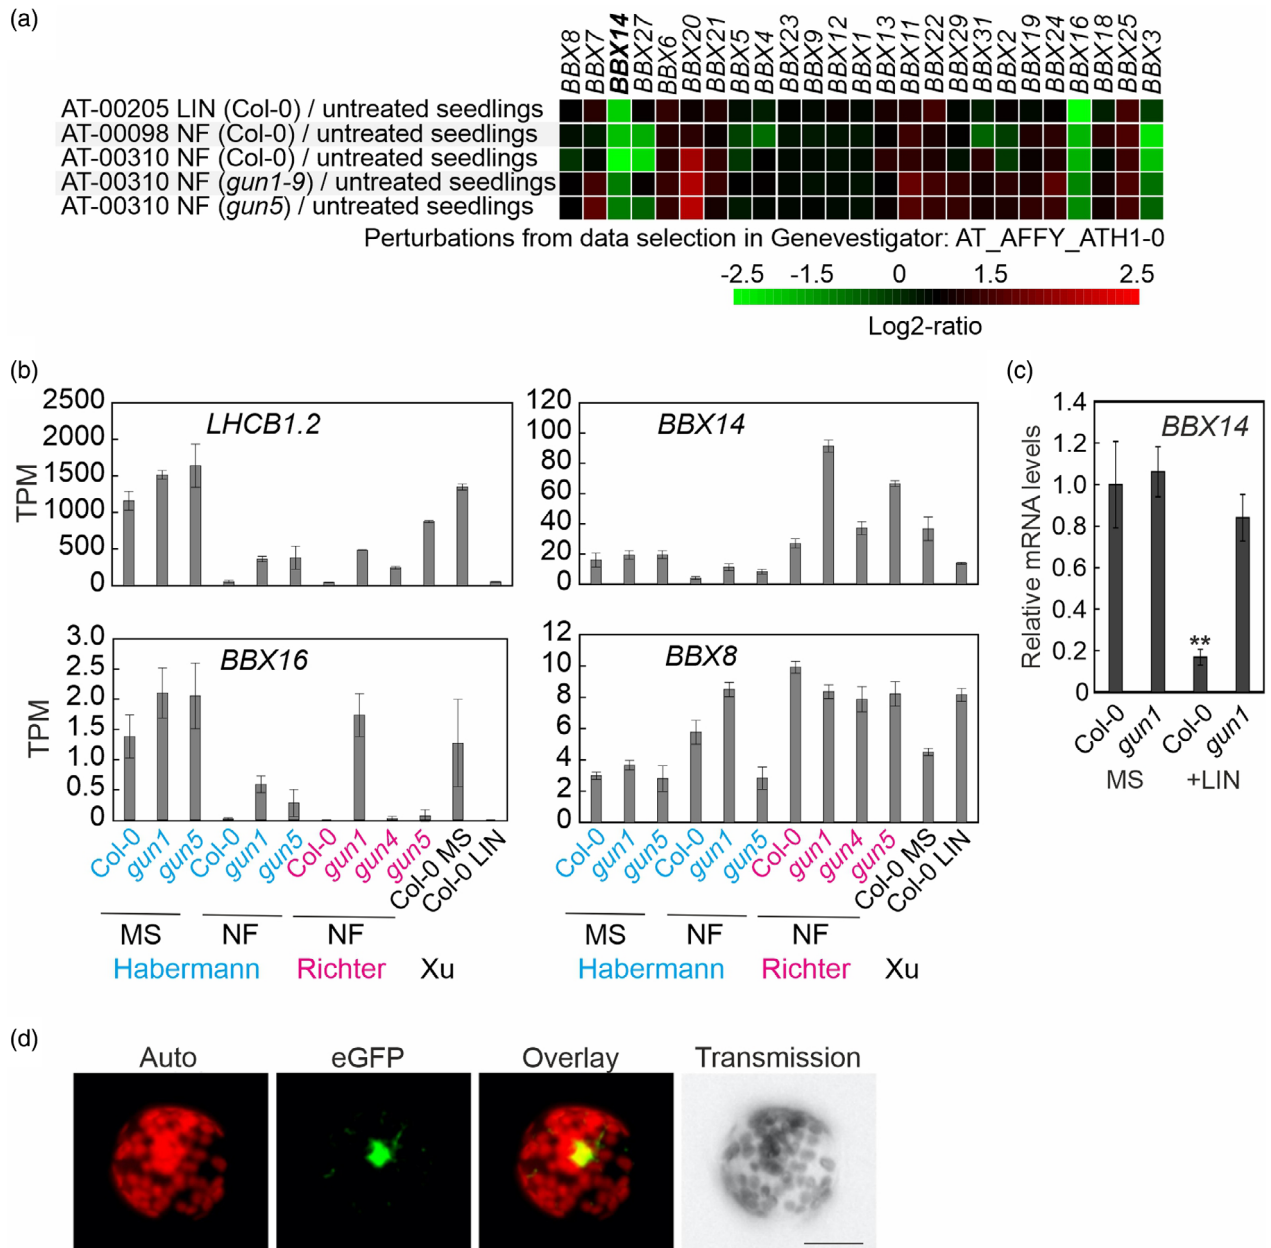 (a)
BBX8 BBX7 BBX14 BBX27 BBX6 BBX20 BBX21 BBX5 BBX4 BBX23 BBX9 BBX12 BBX1 BBX13 BBX11 BBX22 BBX29 BBX31 BBX2 BBX19 BBX24 BBX16 BBX18 BBX25 BBX3
AT-00205 LIN (Col-0) / untreated seedlings
AT-00098 NF (Col-0) / untreated seedlings
AT-00310 NF (Col-0) / untreated seedlings
AT-00310 NF (gun1-9) / untreated seedlings
AT-00310 NF (gun5) / untreated seedlings
Perturbations from data selection in Genevestigator: AT_AFFY_ATH1-0
-2.5 -1.5 0 1.5 2.5
Log2-ratio
(b)
TPM
2500
2000
1500
1000
500
0
LHCB1.2
120
100
80
60
40
20
0
BBX14
TPM
3.0
2.5
2.0
1.5
1.0
0.5
0
BBX16
Col-0 gun1 gun5 Col-0 gun1 gun5 Col-0 gun1 gun4 gun5 Col-0 MS Col-0 LIN
MS NF NF
Habermann Richter Xu
12
10
8
6
4
2
0
BBX8
Col-0 gun1 gun5 Col-0 gun1 gun5 Col-0 gun1 gun4 gun5 Col-0 MS Col-0 LIN
MS NF NF
Habermann Richter Xu
(c)
Relative mRNA levels
1.4
1.2
1.0
0.8
0.6
0.4
0.2
0
BBX14
**
Col-0 gun1 Col-0 gun1
MS +LIN
(d)
Auto eGFP Overlay Transmission